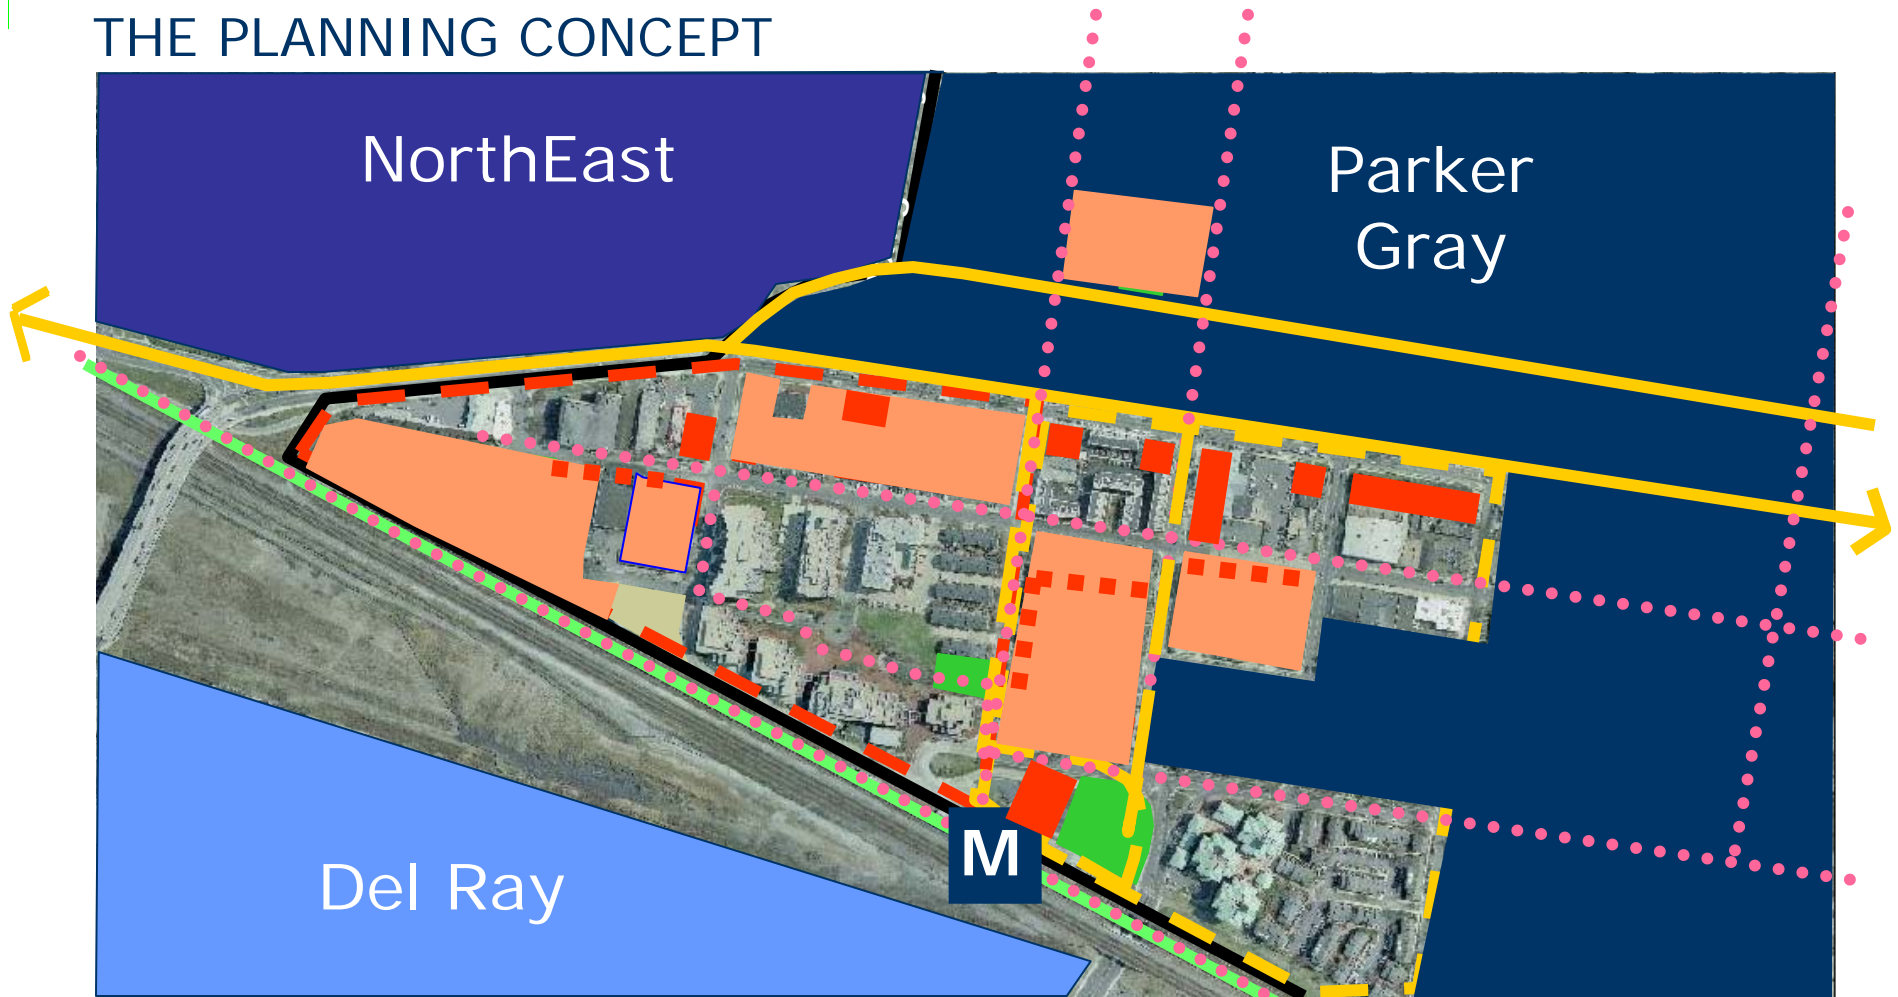 THE PLANNING CONCEPT
NorthEast
Parker
Gray
Del Ray
M